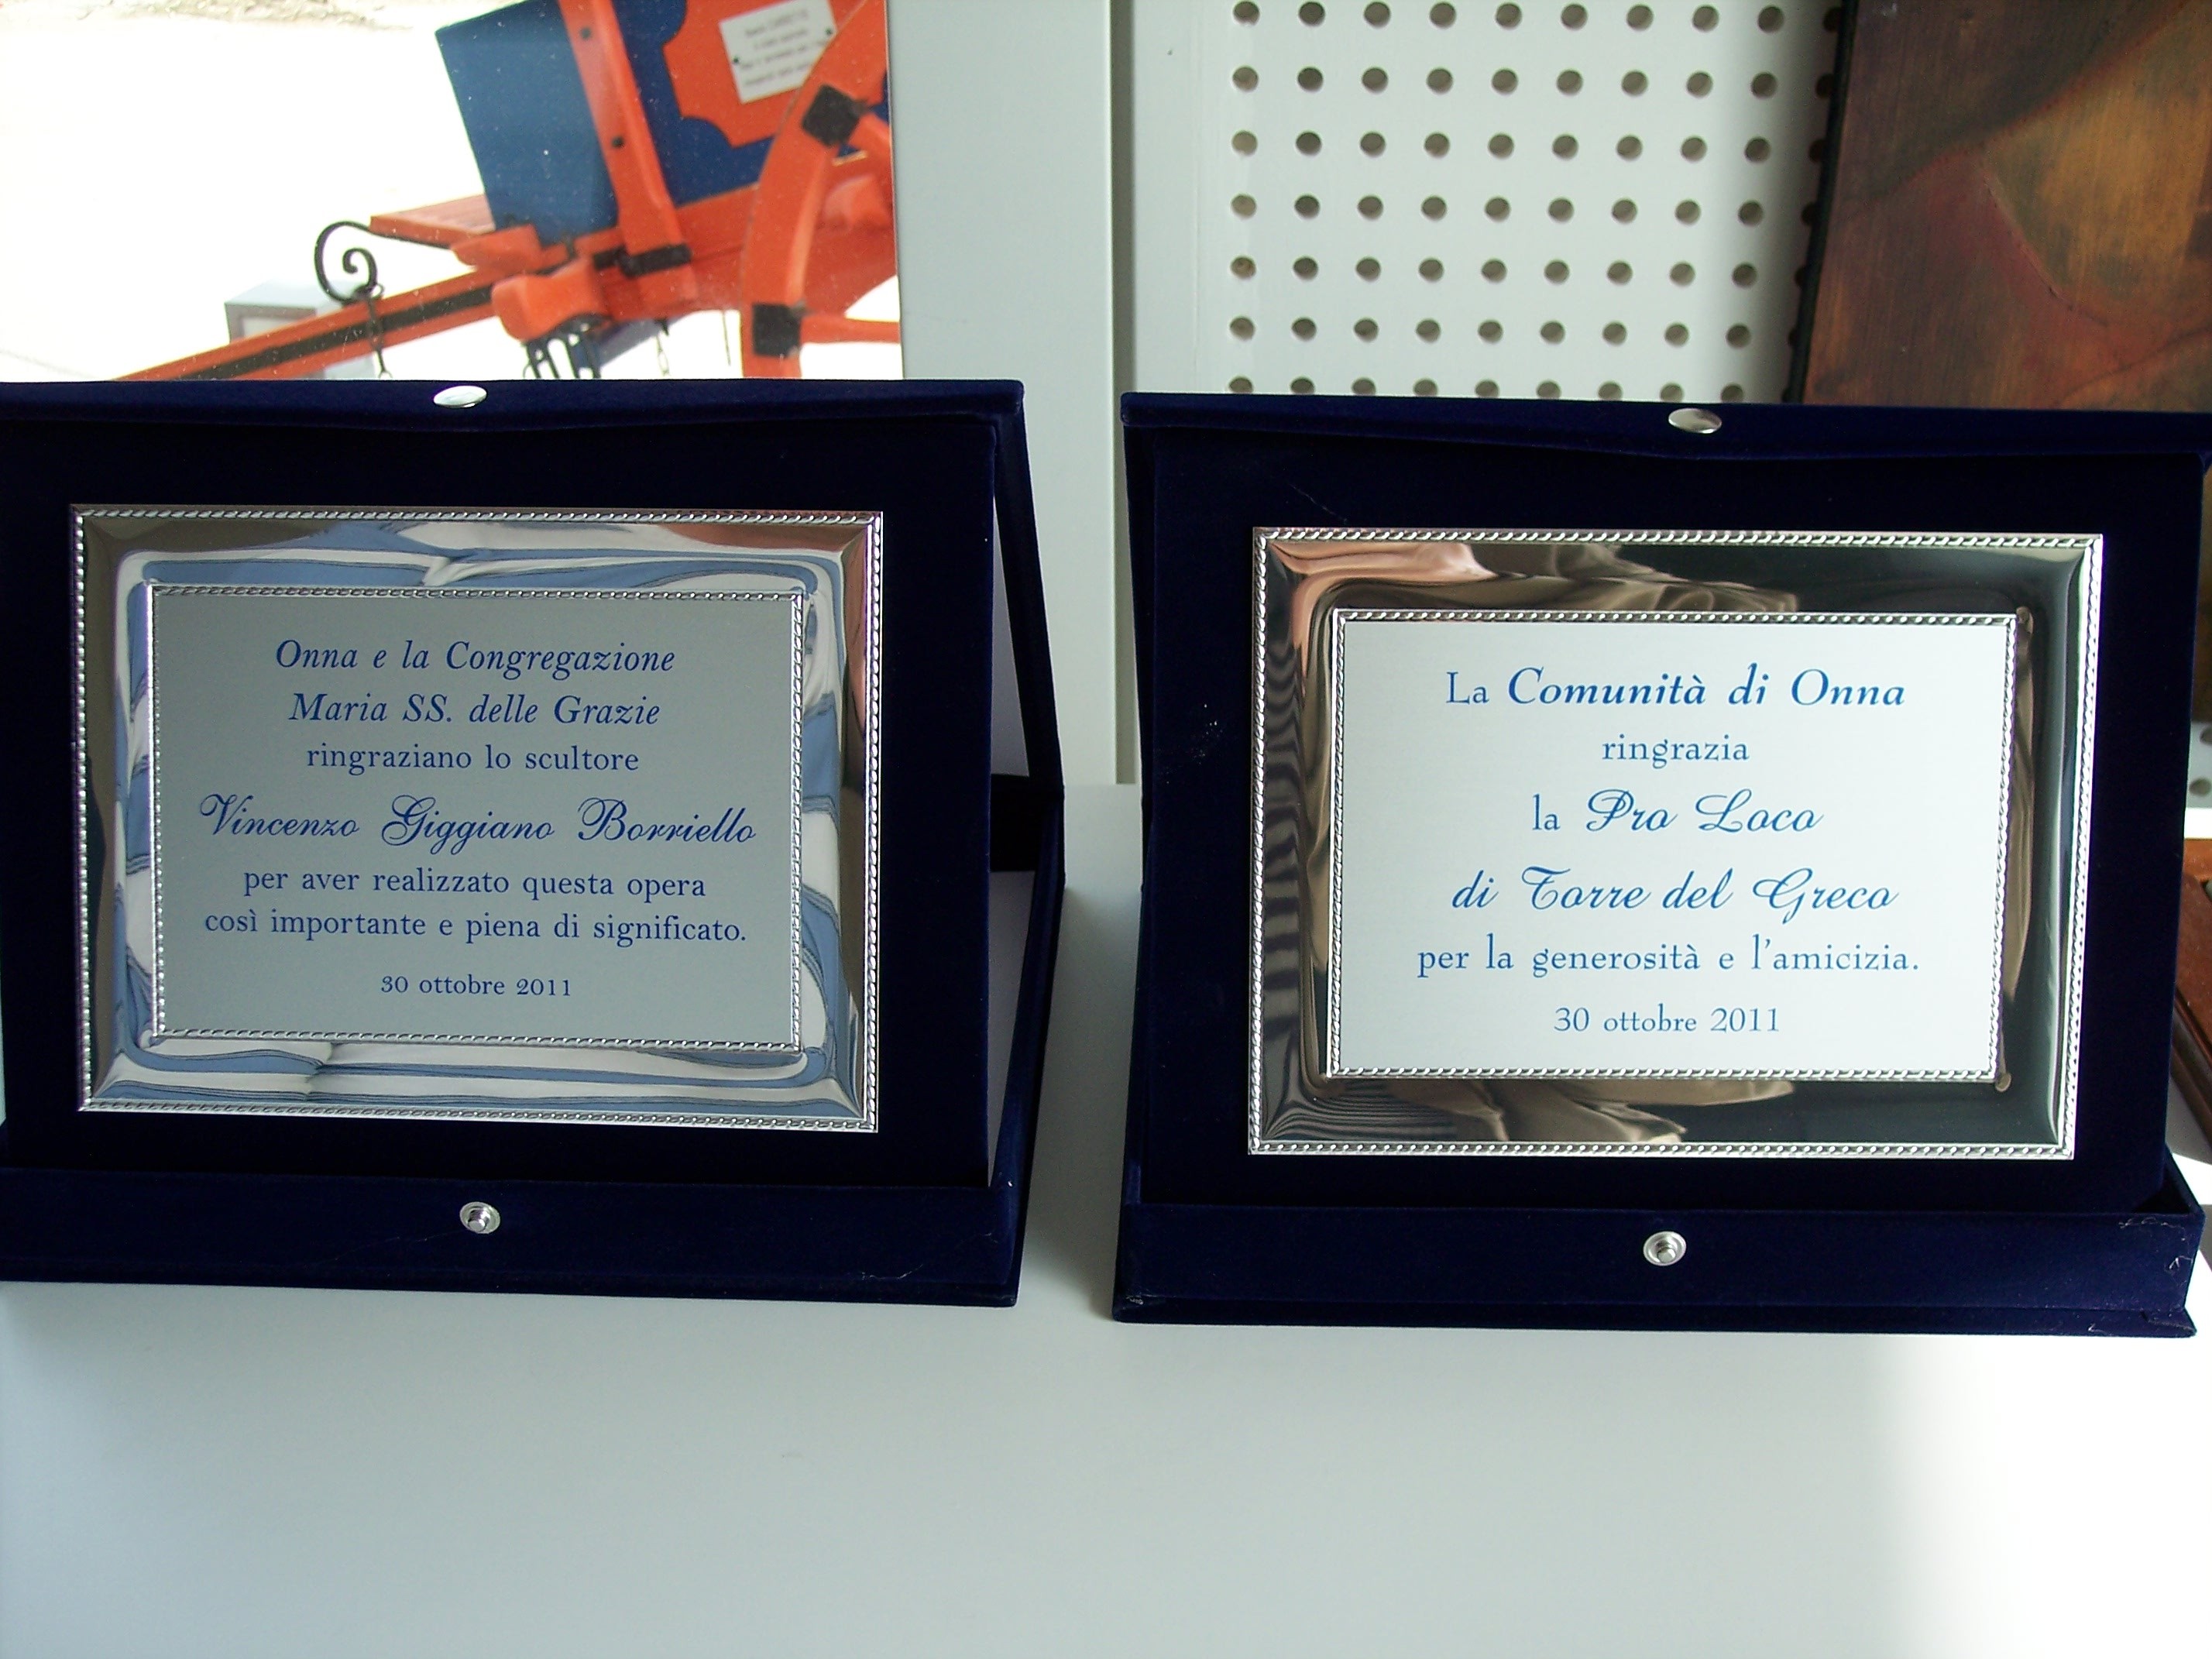 Onna e la Congregazione
Maria SS. delle Grazie
ringraziano lo scultore
Vincenzo Giggiano Borriello
per aver realizzato questa opera
così importante e piena di significato.
30 ottobre 2011
La Comunità di Onna
ringrazia
la Pro Loco
di Torre del Greco
per la generosità e l'amicizia.
30 ottobre 2011